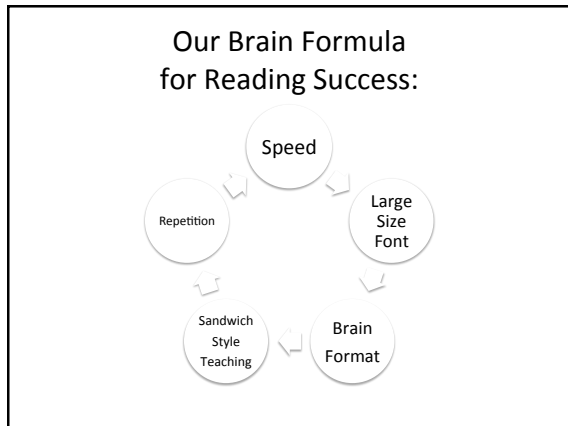 Our Brain Formula
for Reading Success:
Speed
Large
Size
Font
Brain
Format
Sandwich
Style
Teaching
Repetition